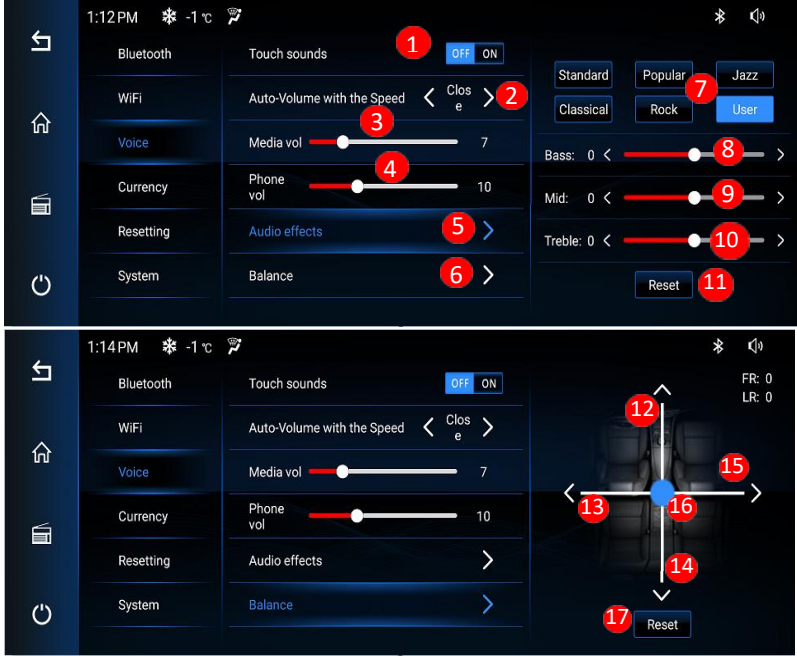 1:12 PM -1 ℃
Bluetooth
WiFi
Voice
Currency
Resetting
System
Touch sounds 1 OFF ON
Auto-Volume with the Speed Clos
e 2
3
Media vol 7
4
Phone
vol 10
Audio effects 5
Balance 6
Standard Popular Jazz
7
Classical Rock User
Bass: 0 8
Mid: 0 9
Treble: 0 10
Reset 11
1:14 PM -1 ℃
Bluetooth
WiFi
Voice
Currency
Resetting
System
Touch sounds OFF ON
Auto-Volume with the Speed Clos
e
Media vol 7
Phone
vol 10
Audio effects
Balance
FR: 0
LR: 0
12
15
13 16
14
17 Reset